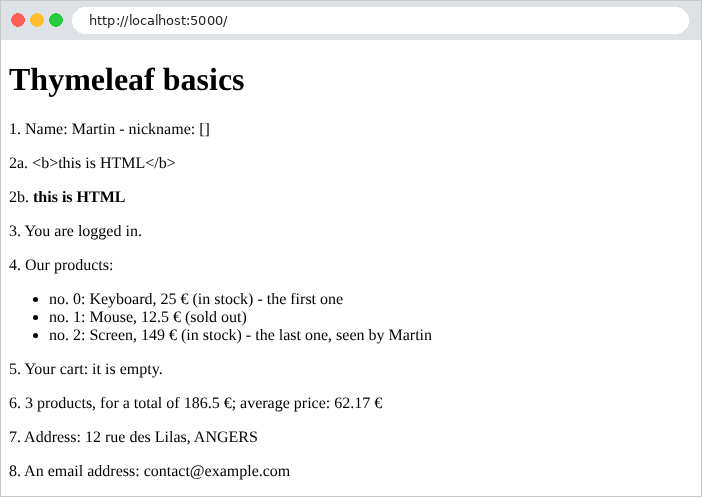 http://localhost:5000/
Thymeleaf basics
1. Name: Martin - nickname: []
2a. <b>this is HTML</b>
2b. this is HTML
3. You are logged in.
4. Our products:
• no. 0: Keyboard, 25 € (in stock) - the first one
• no. 1: Mouse, 12.5 € (sold out)
• no. 2: Screen, 149 € (in stock) - the last one, seen by Martin
5. Your cart: it is empty.
6. 3 products, for a total of 186.5 €; average price: 62.17 €
7. Address: 12 rue des Lilas, ANGERS
8. An email address: contact@example.com